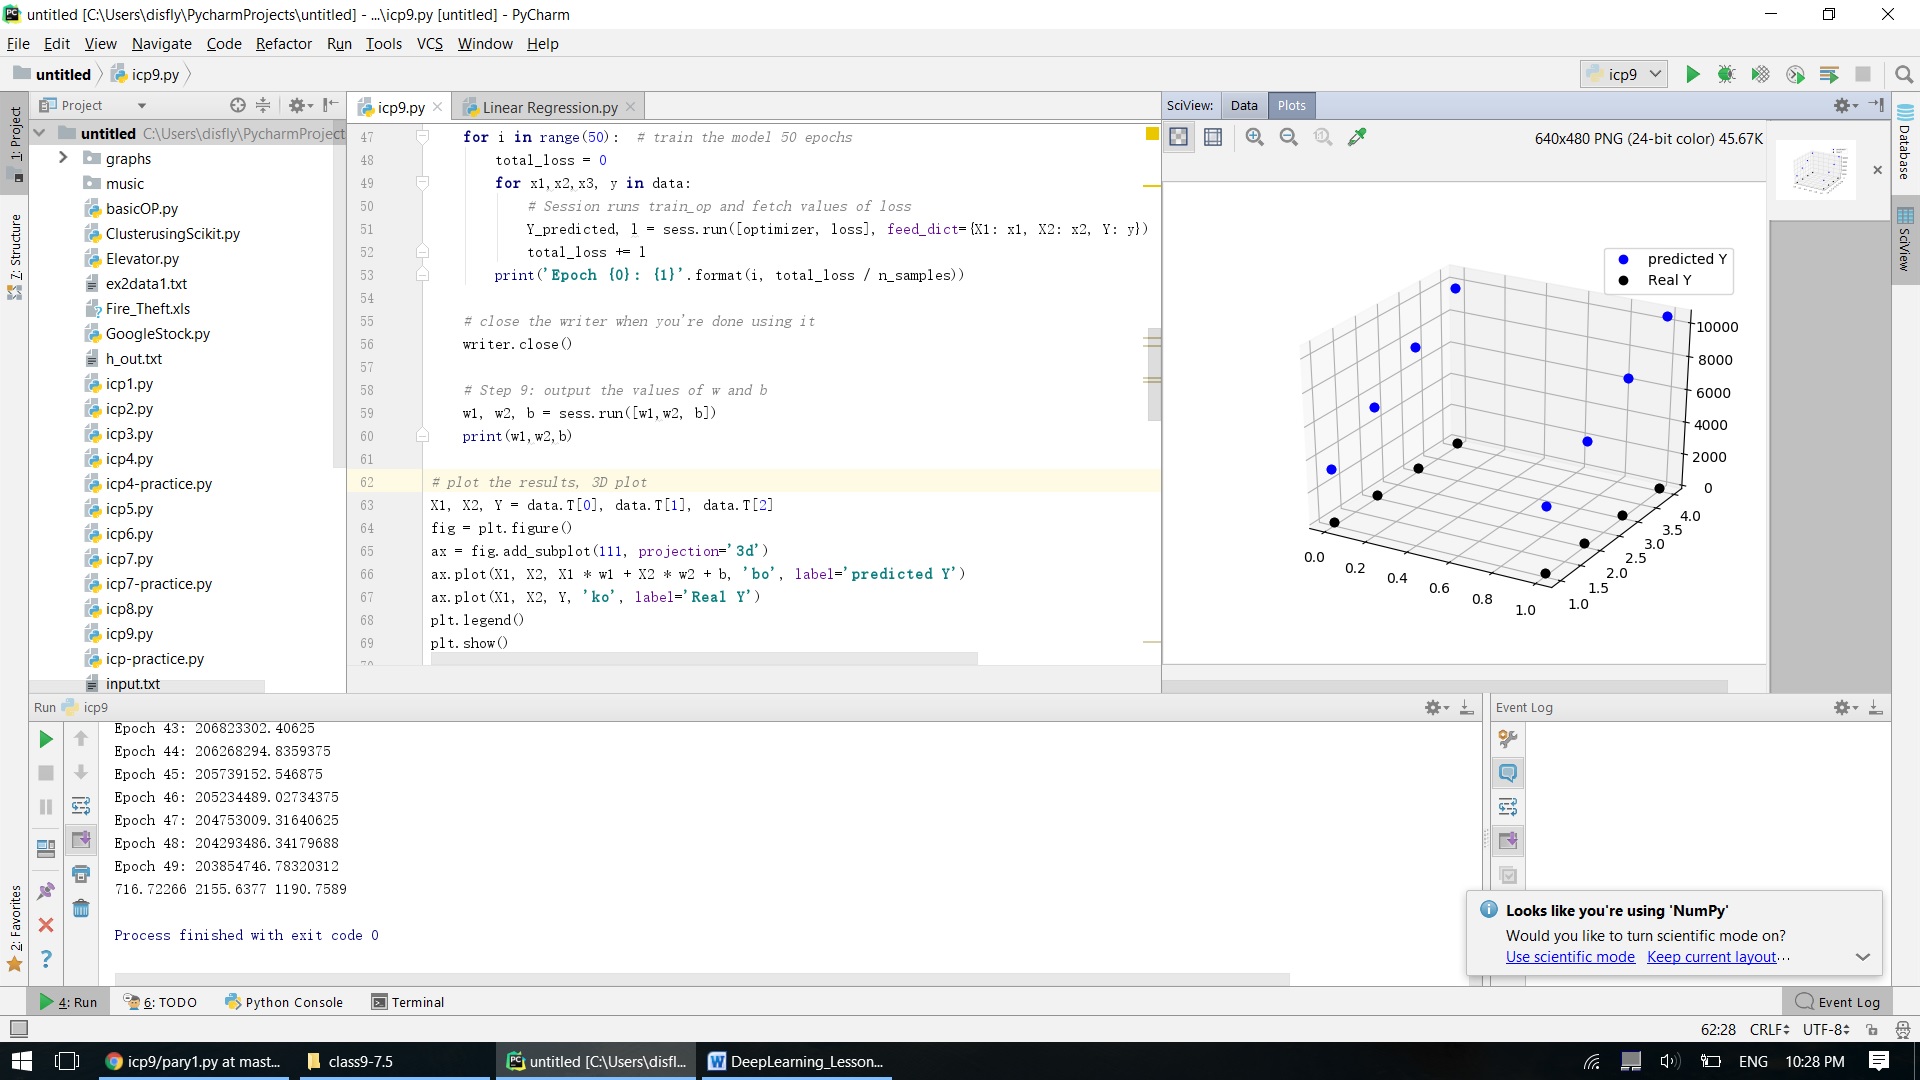 untitled [C:\Users\disfly\PycharmProjects\untitled] - ...\icp9.py [untitled] - PyCharm
File Edit View Navigate Code Refactor Run Tools VCS Window Help
untitled icp9.py icp9
1: Project
7: Structure
2: Favorites
Project
untitled C:\Users\disfly\PycharmProject
graphs
music
basicOP.py
ClusterusingScikit.py
Elevator.py
ex2data1.txt
Fire_Theft.xls
GoogleStock.py
h_out.txt
icp1.py
icp2.py
icp3.py
icp4.py
icp4-practice.py
icp5.py
icp6.py
icp7.py
icp7-practice.py
icp8.py
icp9.py
icp-practice.py
input.txt
icp9.py Linear Regression.py
47 for i in range(50):  # train the model 50 epochs
48 total_loss = 0
49 for x1,x2,x3, y in data:
50 # Session runs train_op and fetch values of loss
51 Y_predicted, l = sess.run([optimizer, loss], feed_dict={X1: x1, X2: x2, Y: y})
52 total_loss += l
53 print('Epoch {0}: {1}'.format(i, total_loss / n_samples))
54
55 # close the writer when you're done using it
56 writer.close()
57
58 # Step 9: output the values of w and b
59 w1, w2, b = sess.run([w1,w2, b])
60 print(w1,w2,b)
61
62 # plot the results, 3D plot
63 X1, X2, Y = data.T[0], data.T[1], data.T[2]
64 fig = plt.figure()
65 ax = fig.add_subplot(111, projection='3d')
66 ax.plot(X1, X2, X1 * w1 + X2 * w2 + b, 'bo', label='predicted Y')
67 ax.plot(X1, X2, Y, 'ko', label='Real Y')
68 plt.legend()
69 plt.show()
SciView: Data Plots
640x480 PNG (24-bit color) 45.67K
predicted Y
Real Y
10000
8000
6000
4000
2000
0
4.0
3.5
3.0
2.5
2.0
1.5
1.0
0.0
0.2
0.4
0.6
0.8
1.0
Database
SciView
Run icp9
Epoch 43: 206823302.40625
Epoch 44: 206268294.8359375
Epoch 45: 205739152.546875
Epoch 46: 205234489.02734375
Epoch 47: 204753009.31640625
Epoch 48: 204293486.34179688
Epoch 49: 203854746.78320312
716.72266 2155.6377 1190.7589
Process finished with exit code 0
Event Log
Looks like you're using 'NumPy'
Would you like to turn scientific mode on?
Use scientific mode Keep current layout...
4: Run 6: TODO Python Console Terminal Event Log
62:28 CRLF UTF-8
icp9/pary1.py at mast... class9-7.5 untitled [C:\Users\disfl... DeepLearning_Lesson... ENG 10:28 PM